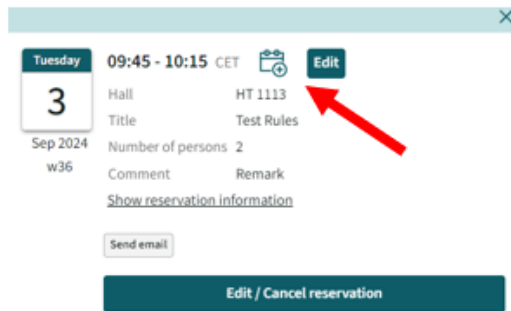 Tuesday
3
Sep 2024
w36
09:45 - 10:15 CET Edit
Hall HT 1113
Title Test Rules
Number of persons 2
Comment Remark
Show reservation information
Send email
Edit / Cancel reservation